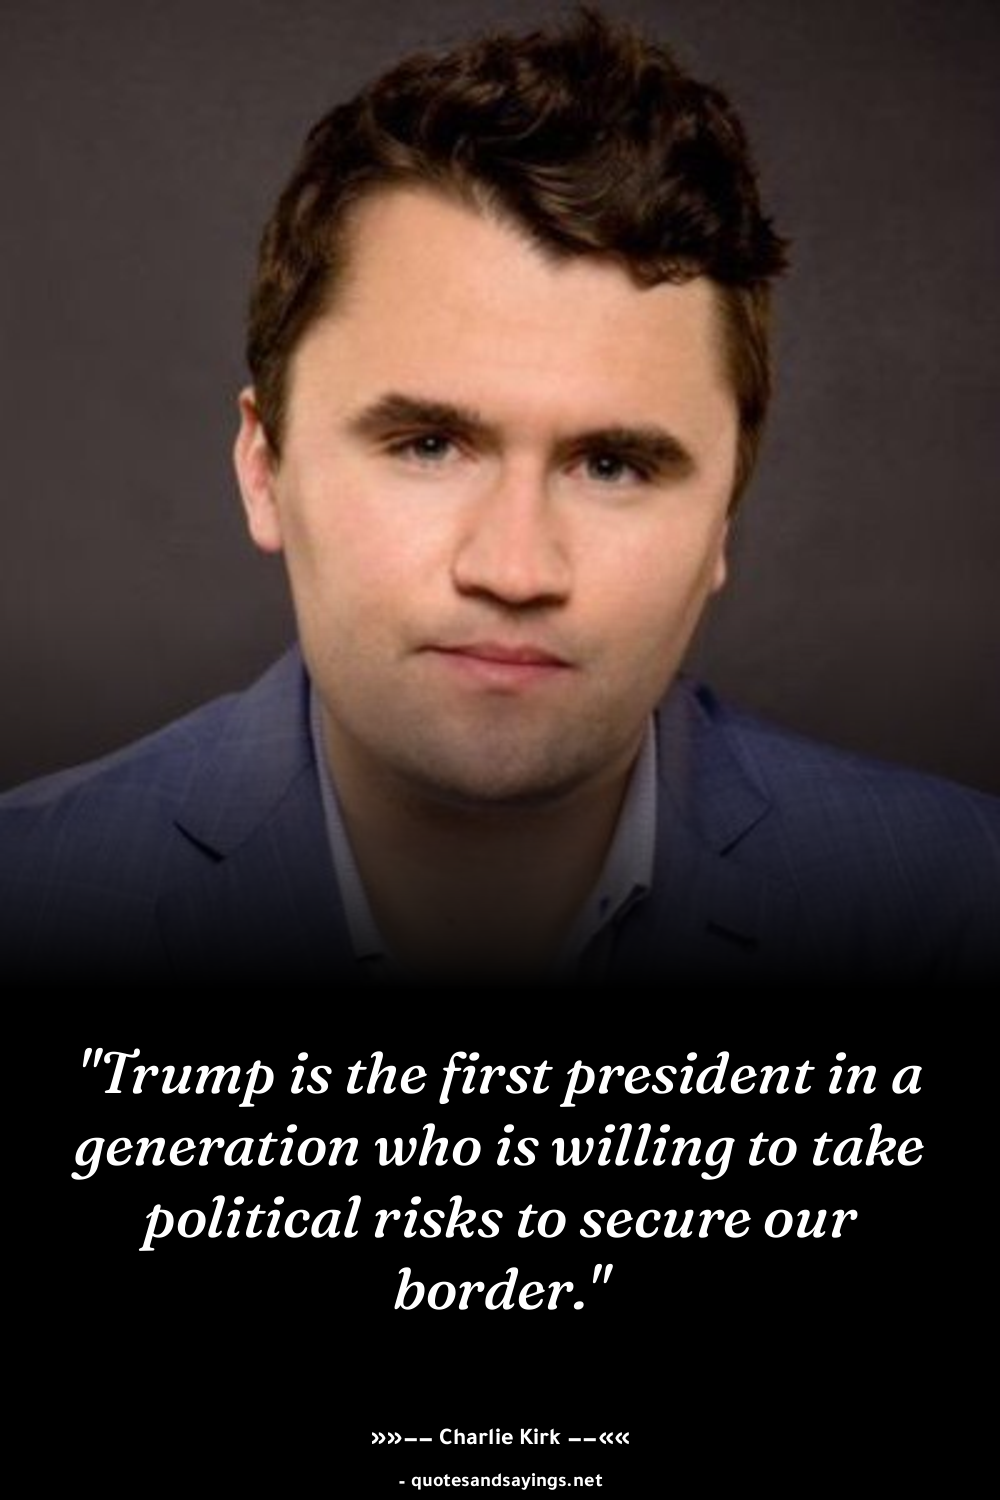 "Trump is the first president in a
generation who is willing to take
political risks to secure our
border."
»»–– Charlie Kirk ––««
- quotesandsayings.net